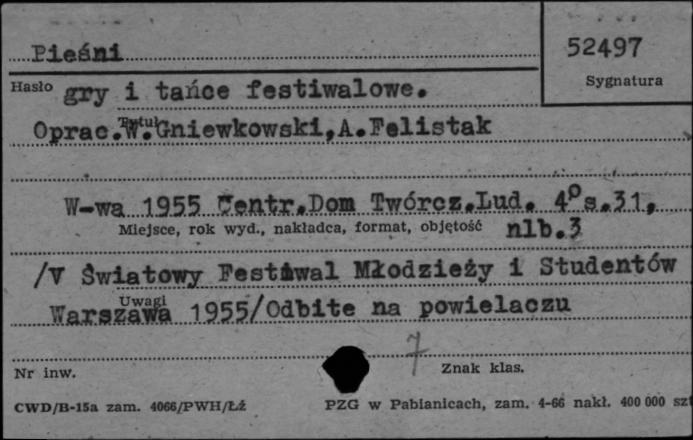 Pieśni
52497
Hasło
Sygnatura
gry i tańce festiwalowe.
Tytuł
Oprac.W.Gniewkowski,A.Felistak
W-wa 1955 Centr.Dom Twórcz.Lud. 4° s.31,
Miejsce, rok wyd., nakładca, format, objętość
nlb.3
/V Światowy Festiwal Młodzieży i Studentów
Uwagi
Warszawa 1955/Odbite na powielaczu
7
Nr inw.
Znak klas.
CWD/B-15a zam. 4066/PWH/Łź
PZG w Pabianicach, zam. 4-66 nakł. 400 000 szt